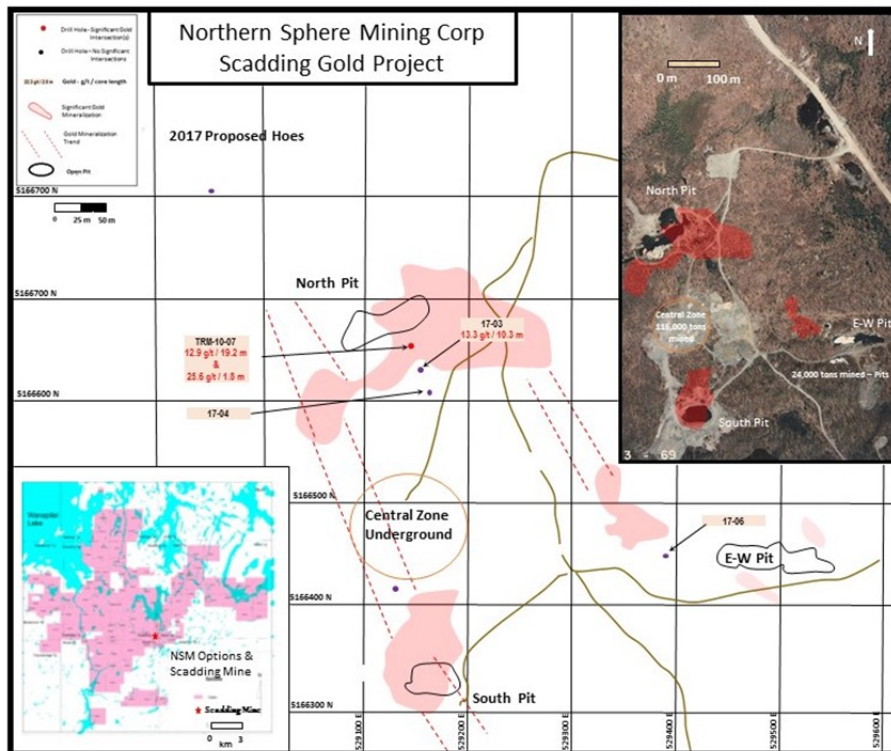 Northern Sphere Mining Corp
Scadding Gold Project
Drill Hole - Significant Gold
Intersection(s)
Drill Hole - No Significant
Intersections
Gold - g/t / core length
Significant Gold
Mineralization
Gold Mineralization
Trend
Open Pit
0 25 m 50 m
2017 Proposed Hoes
5166700 N
5166700 N
5166600 N
5166500 N
5166400 N
5166300 N
North Pit
TRM-10-07
12.9 g/t / 19.2 m
&
25.6 g/t / 1.8 m
17-03
13.3 g/t / 10.3 m
17-04
Central Zone
Underground
17-06
E-W Pit
South Pit
529100 E
529200 E
529300 E
529400 E
529500 E
529600 E
0 m 100 m
N
North Pit
Central Zone
116,000 tons
mined
E-W Pit
24,000 tons mined – Pits
South Pit
3 - 69
NSM Options &
Scadding Mine
Scadding Mine
0 3
km